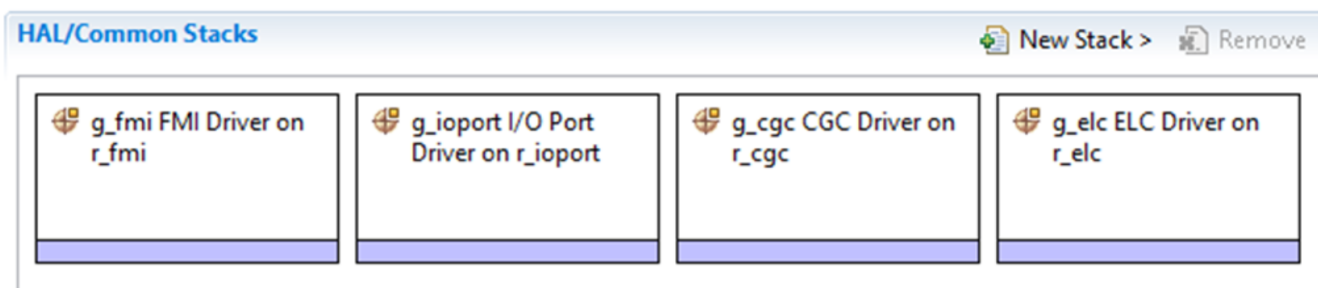 HAL/Common Stacks
New Stack >
Remove
g_fmi FMI Driver on
r_fmi
g_ioport I/O Port
Driver on r_ioport
g_cgc CGC Driver on
r_cgc
g_elc ELC Driver on
r_elc